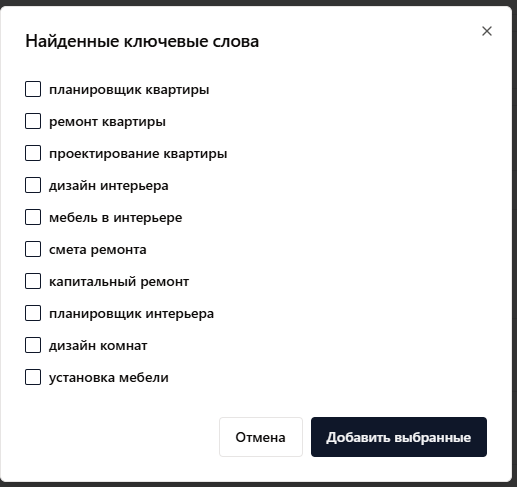 Найденные ключевые слова
планировщик квартиры
ремонт квартиры
проектирование квартиры
дизайн интерьера
мебель в интерьере
смета ремонта
капитальный ремонт
планировщик интерьера
дизайн комнат
установка мебели
Отмена
Добавить выбранные